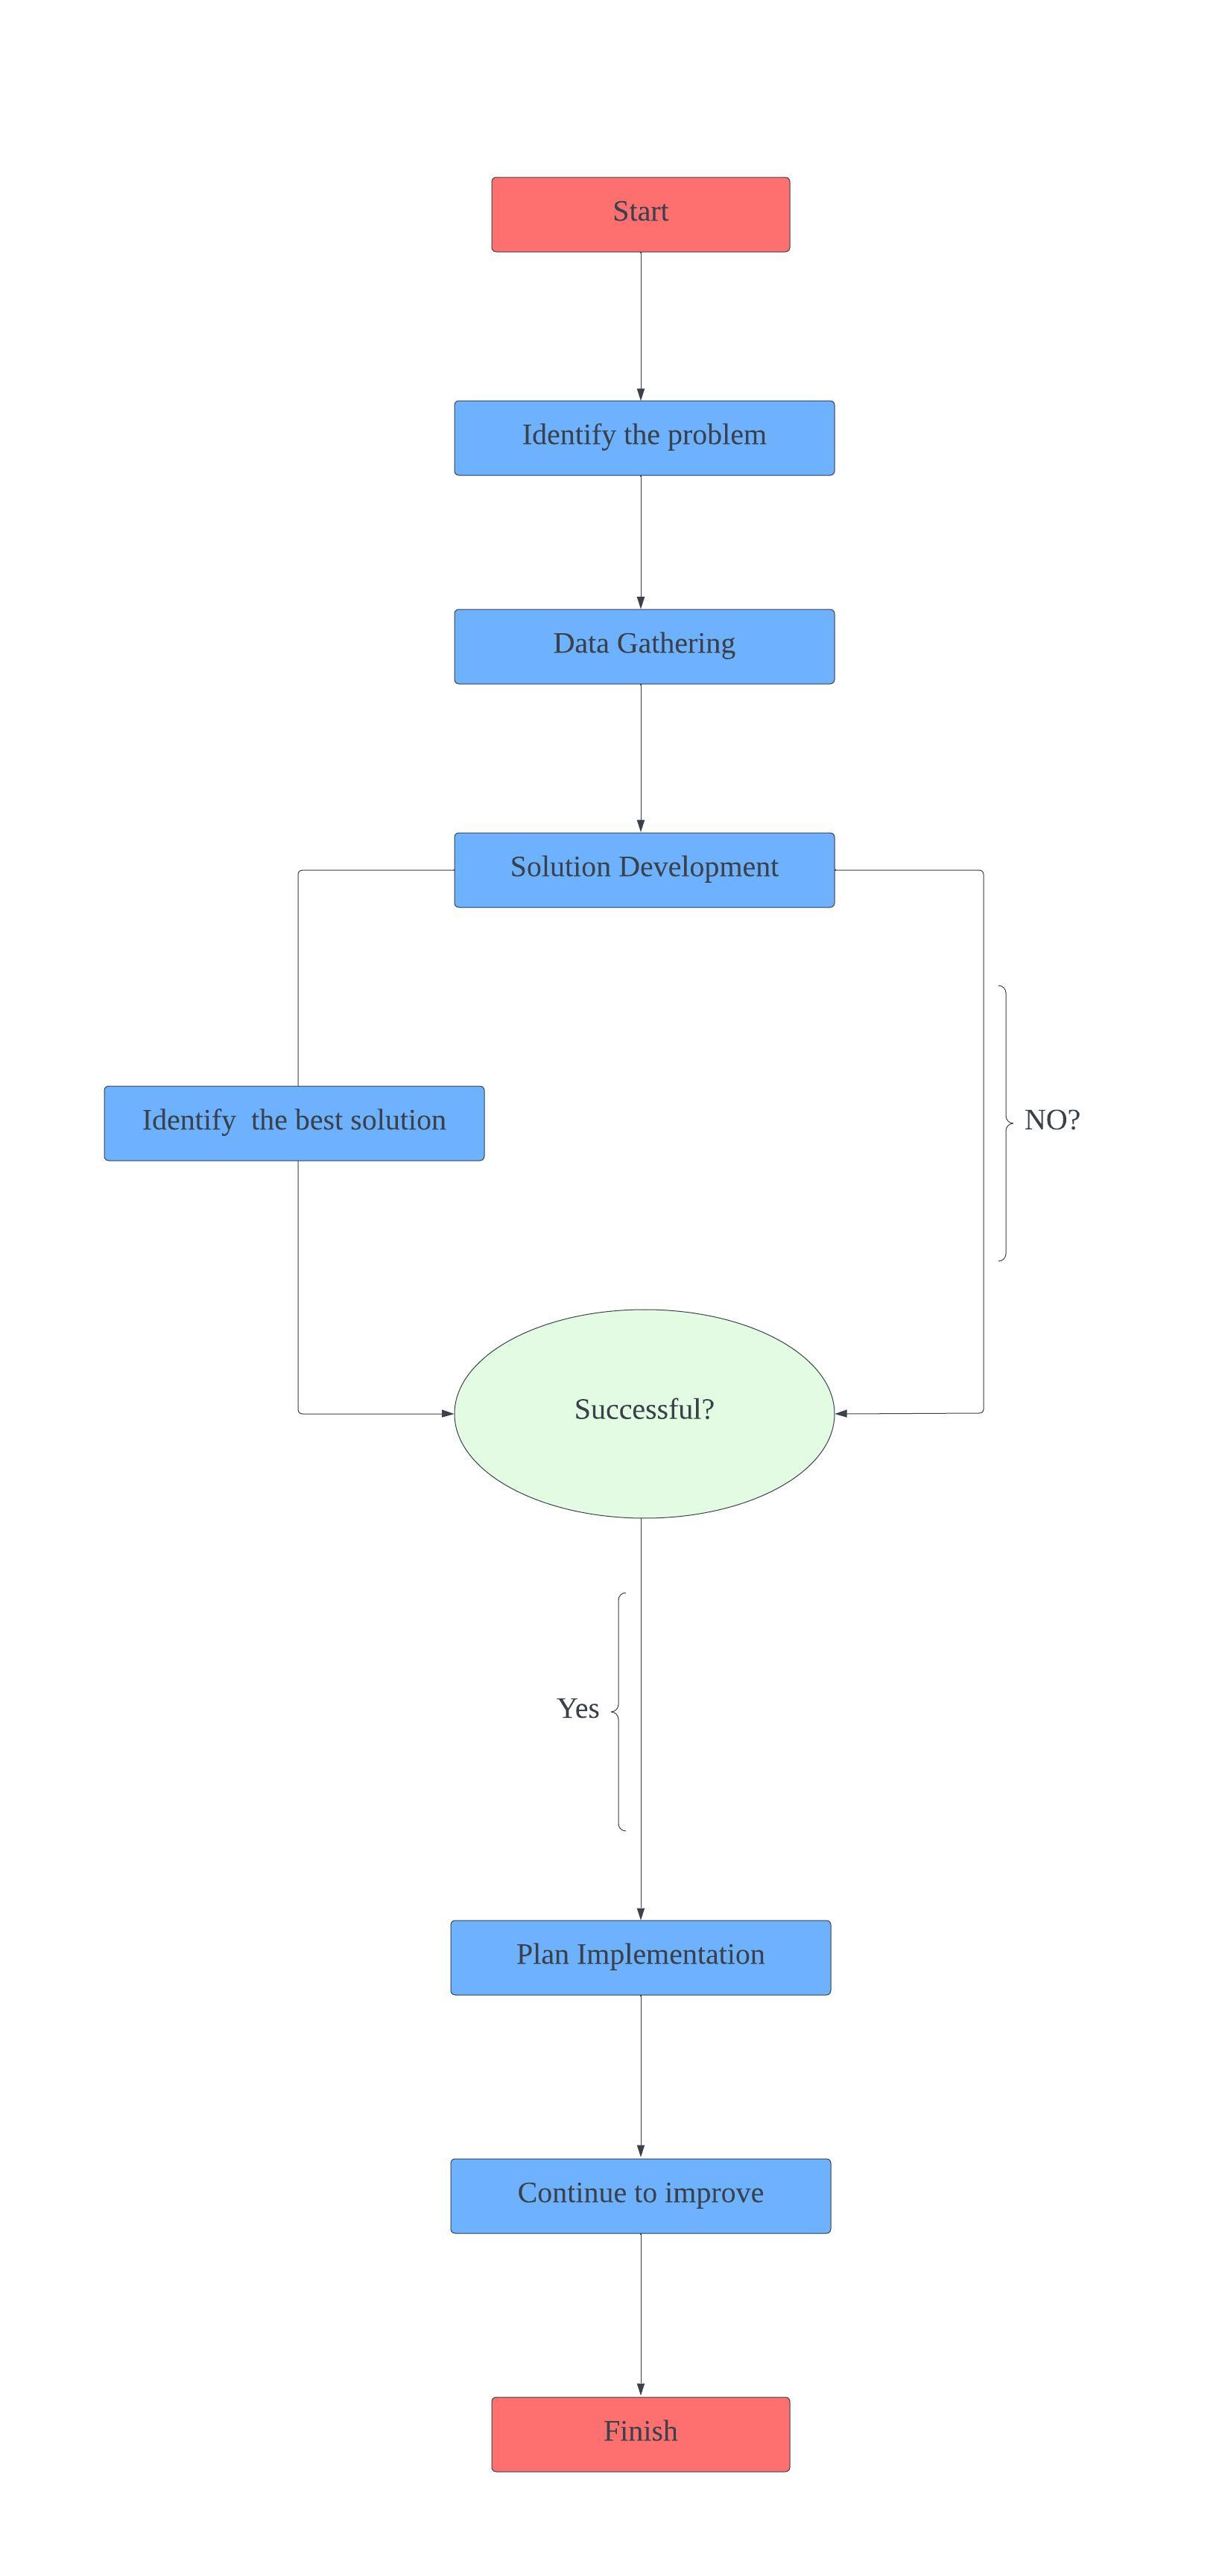 Start
Identify the problem
Data Gathering
Solution Development
Identify  the best solution
NO?
Successful?
Yes
Plan Implementation
Continue to improve
Finish